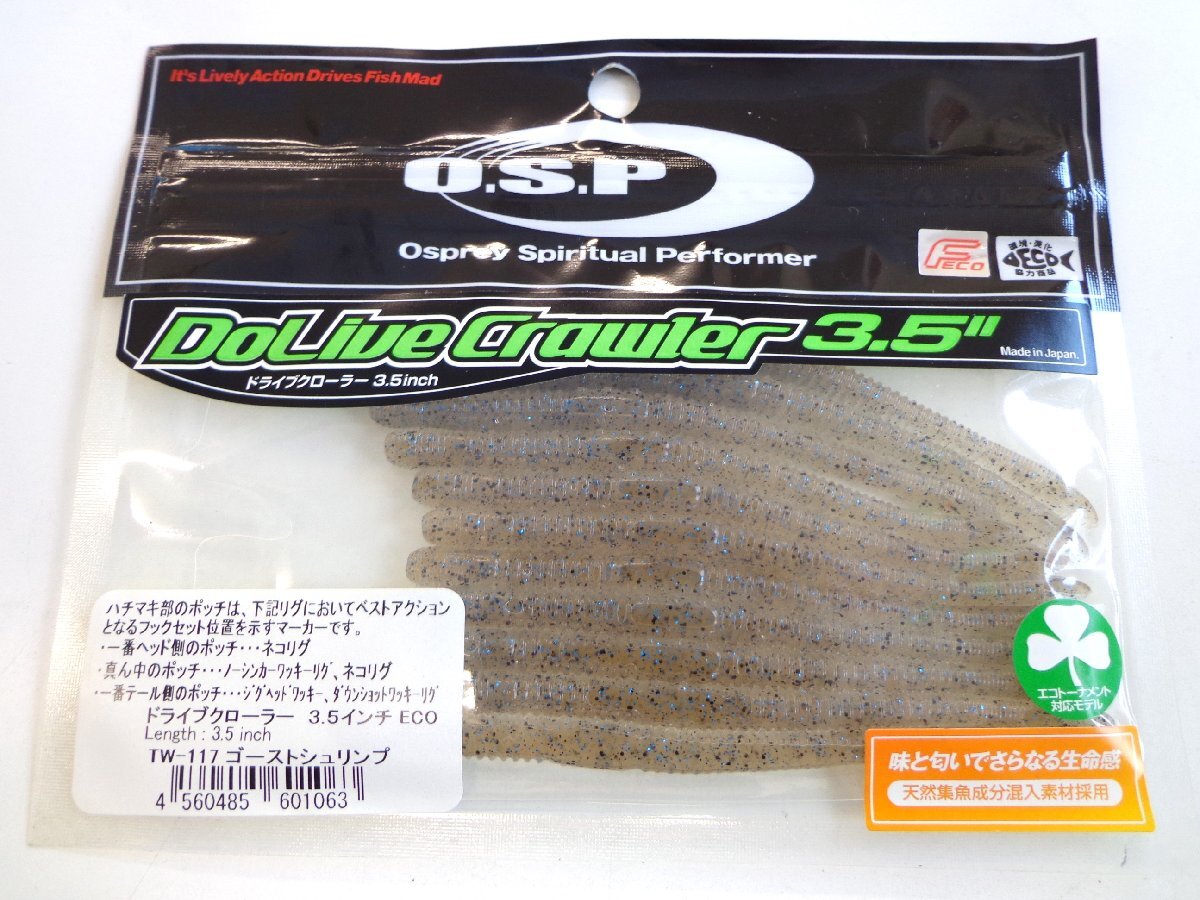 It's Lively Action Drives Fish Mad
O.S.P
Osprey Spiritual Performer
FECO
環境・美化
ECO
協力商品
DoLive Crawler 3.5"
ドライブクローラー 3.5inch
Made in Japan.
ハチマキ部のポッチは、下記リグにおいてベストアクション
となるフックセット位置を示すマーカーです。
・一番ヘッド側のポッチ・・・ネコリグ
・真ん中のポッチ・・・ノーシンカーワッキーリグ、ネコリグ
・一番テール側のポッチ・・・ジグヘッドワッキー、ダウンショットワッキーリグ
ドライブクローラー 3.5インチ ECO
Length : 3.5 inch
TW-117 ゴーストシュリンプ
4 560485 601063
エコトーナメント
対応モデル
味と匂いでさらなる生命感
天然集魚成分混入素材採用